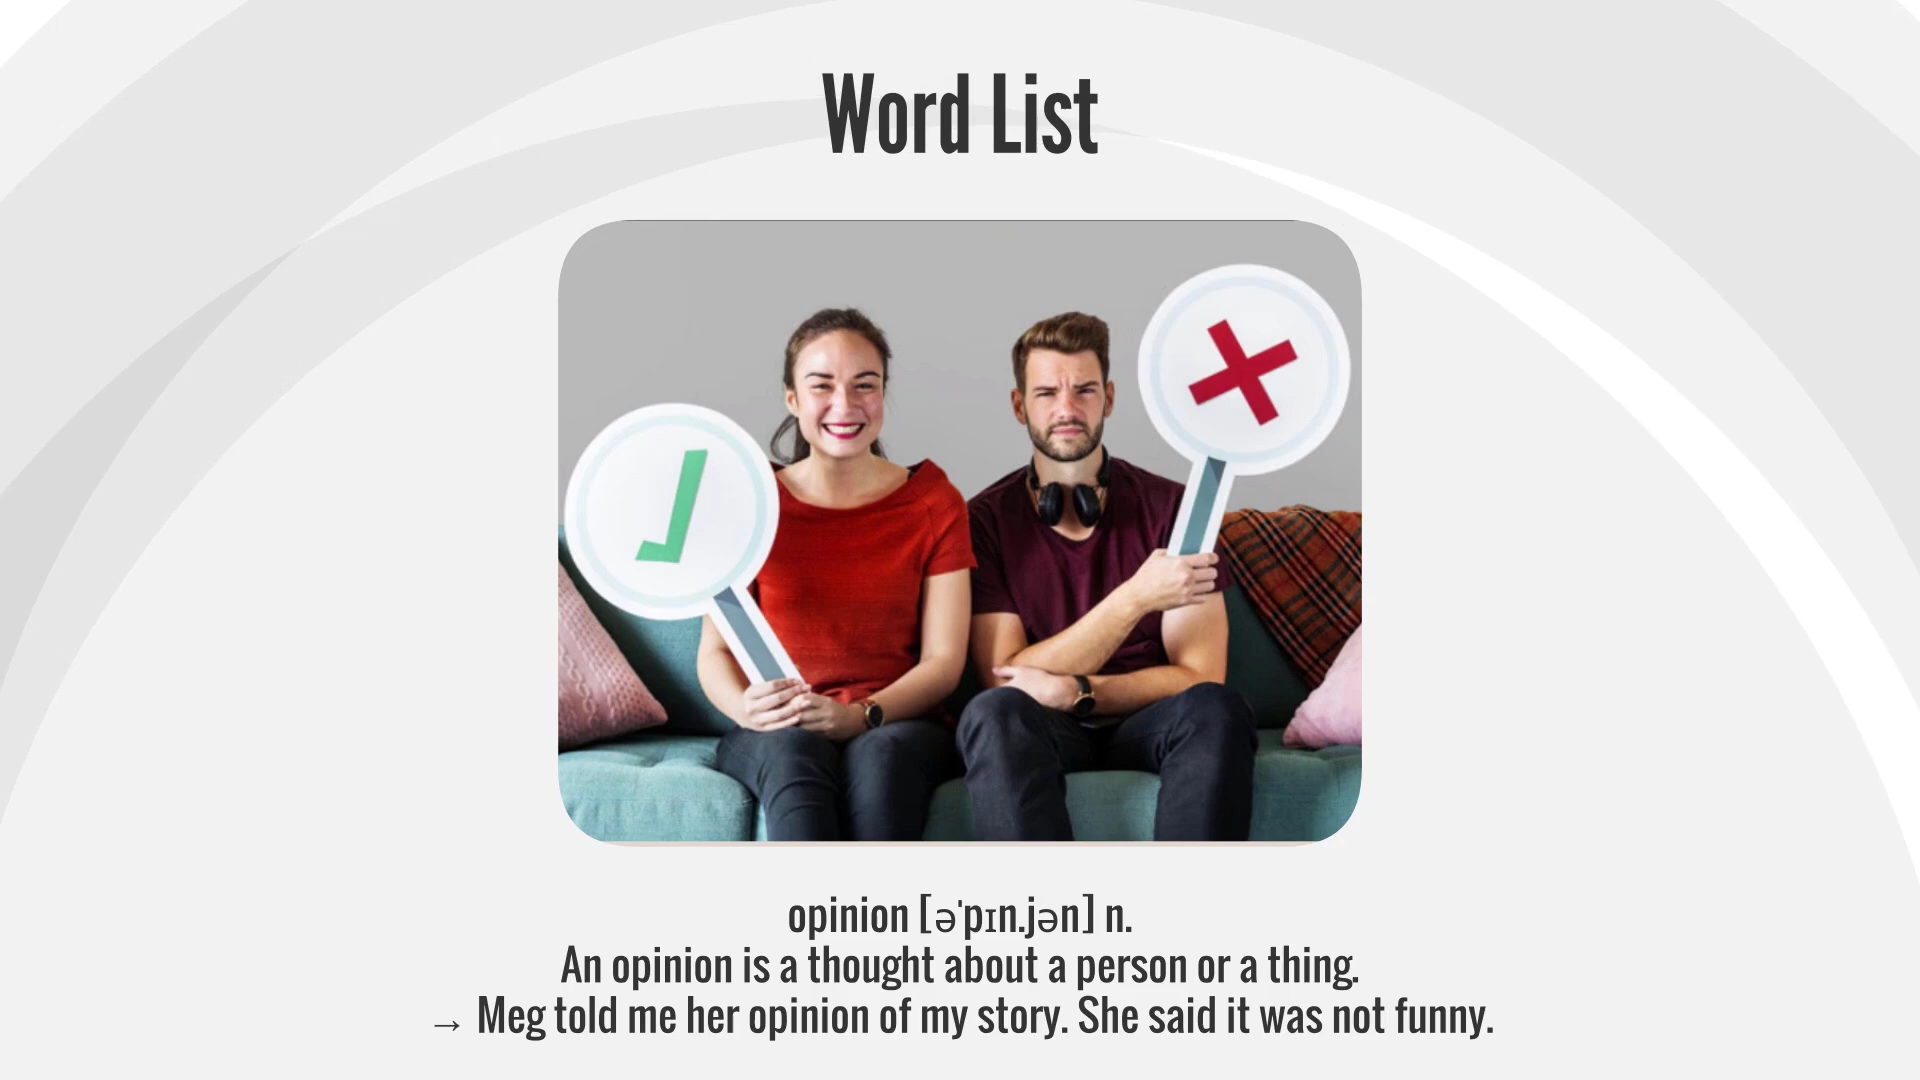 Word List
opinion [əˈpɪn.jən] n.
An opinion is a thought about a person or a thing.
→ Meg told me her opinion of my story. She said it was not funny.